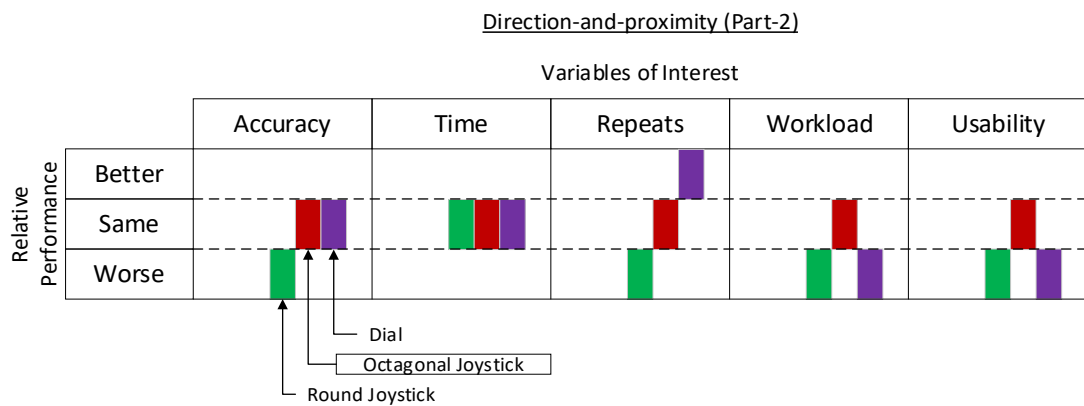 Direction-and-proximity (Part-2)
Variables of Interest
Accuracy Time Repeats Workload Usability
Relative
Performance
Better
Same
Worse
Dial
Octagonal Joystick
Round Joystick